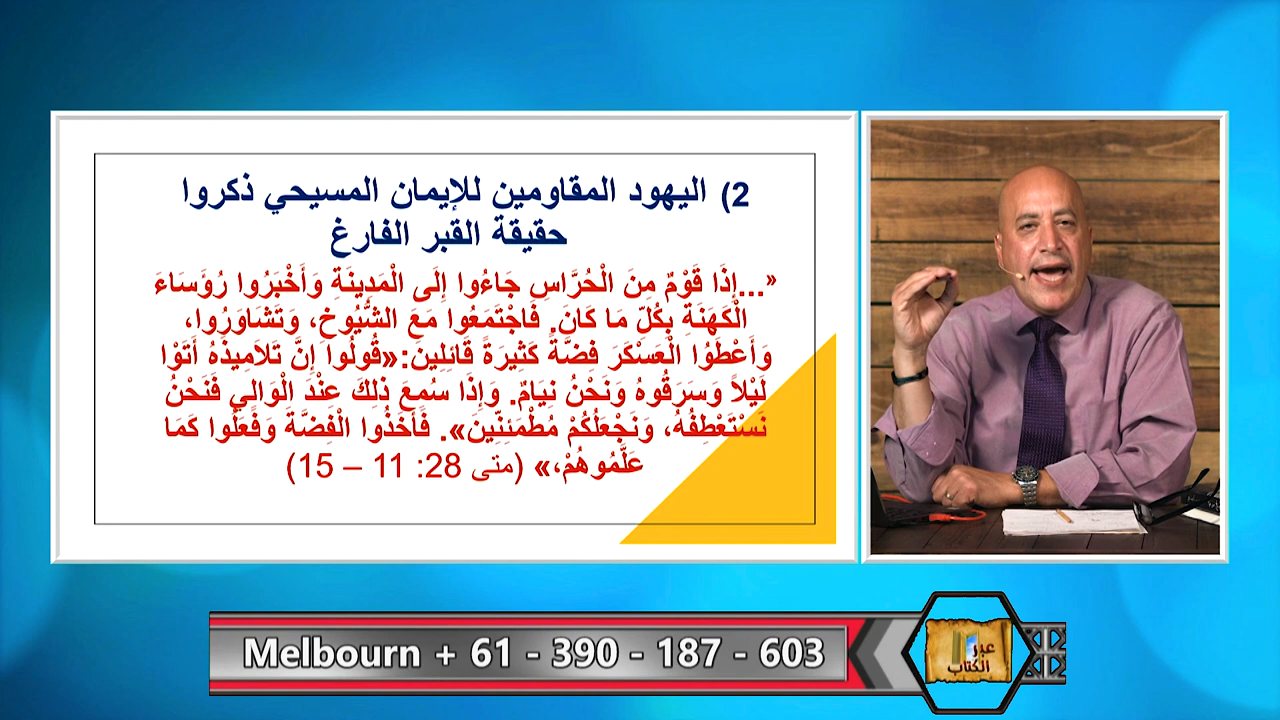 2) اليهود المقاومين للإيمان المسيحي ذكروا
حقيقة القبر الفارغ
«...إِذَا قَوْمٌ مِنَ الْحُرَّاسِ جَاءُوا إِلَى الْمَدِينَةِ وَأَخْبَرُوا رُؤَسَاءَ
الْكَهَنَةِ بِكُلِّ مَا كَانَ. فَاجْتَمَعُوا مَعَ الشُّيُوخِ، وَتَشَاوَرُوا،
وَأَعْطَوُا الْعَسْكَرَ فِضَّةً كَثِيرَةً قَائِلِينَ:«قُولُوا إِنَّ تَلاَمِيذَهُ أَتَوْا
لَيْلاً وَسَرَقُوهُ وَنَحْنُ نِيَامٌ. وَإِذَا سُمِعَ ذلِكَ عِنْدَ الْوَالِي فَنَحْنُ
نَسْتَعْطِفُهُ، وَنَجْعَلُكُمْ مُطْمَئِنِّينَ». فَأَخَذُوا الْفِضَّةَ وَفَعَلُوا كَمَا
عَلَّمُوهُمْ،» (متى 28: 11 – 15)
Melbourn + 61 - 390 - 187 - 603
عبر
الكتاب